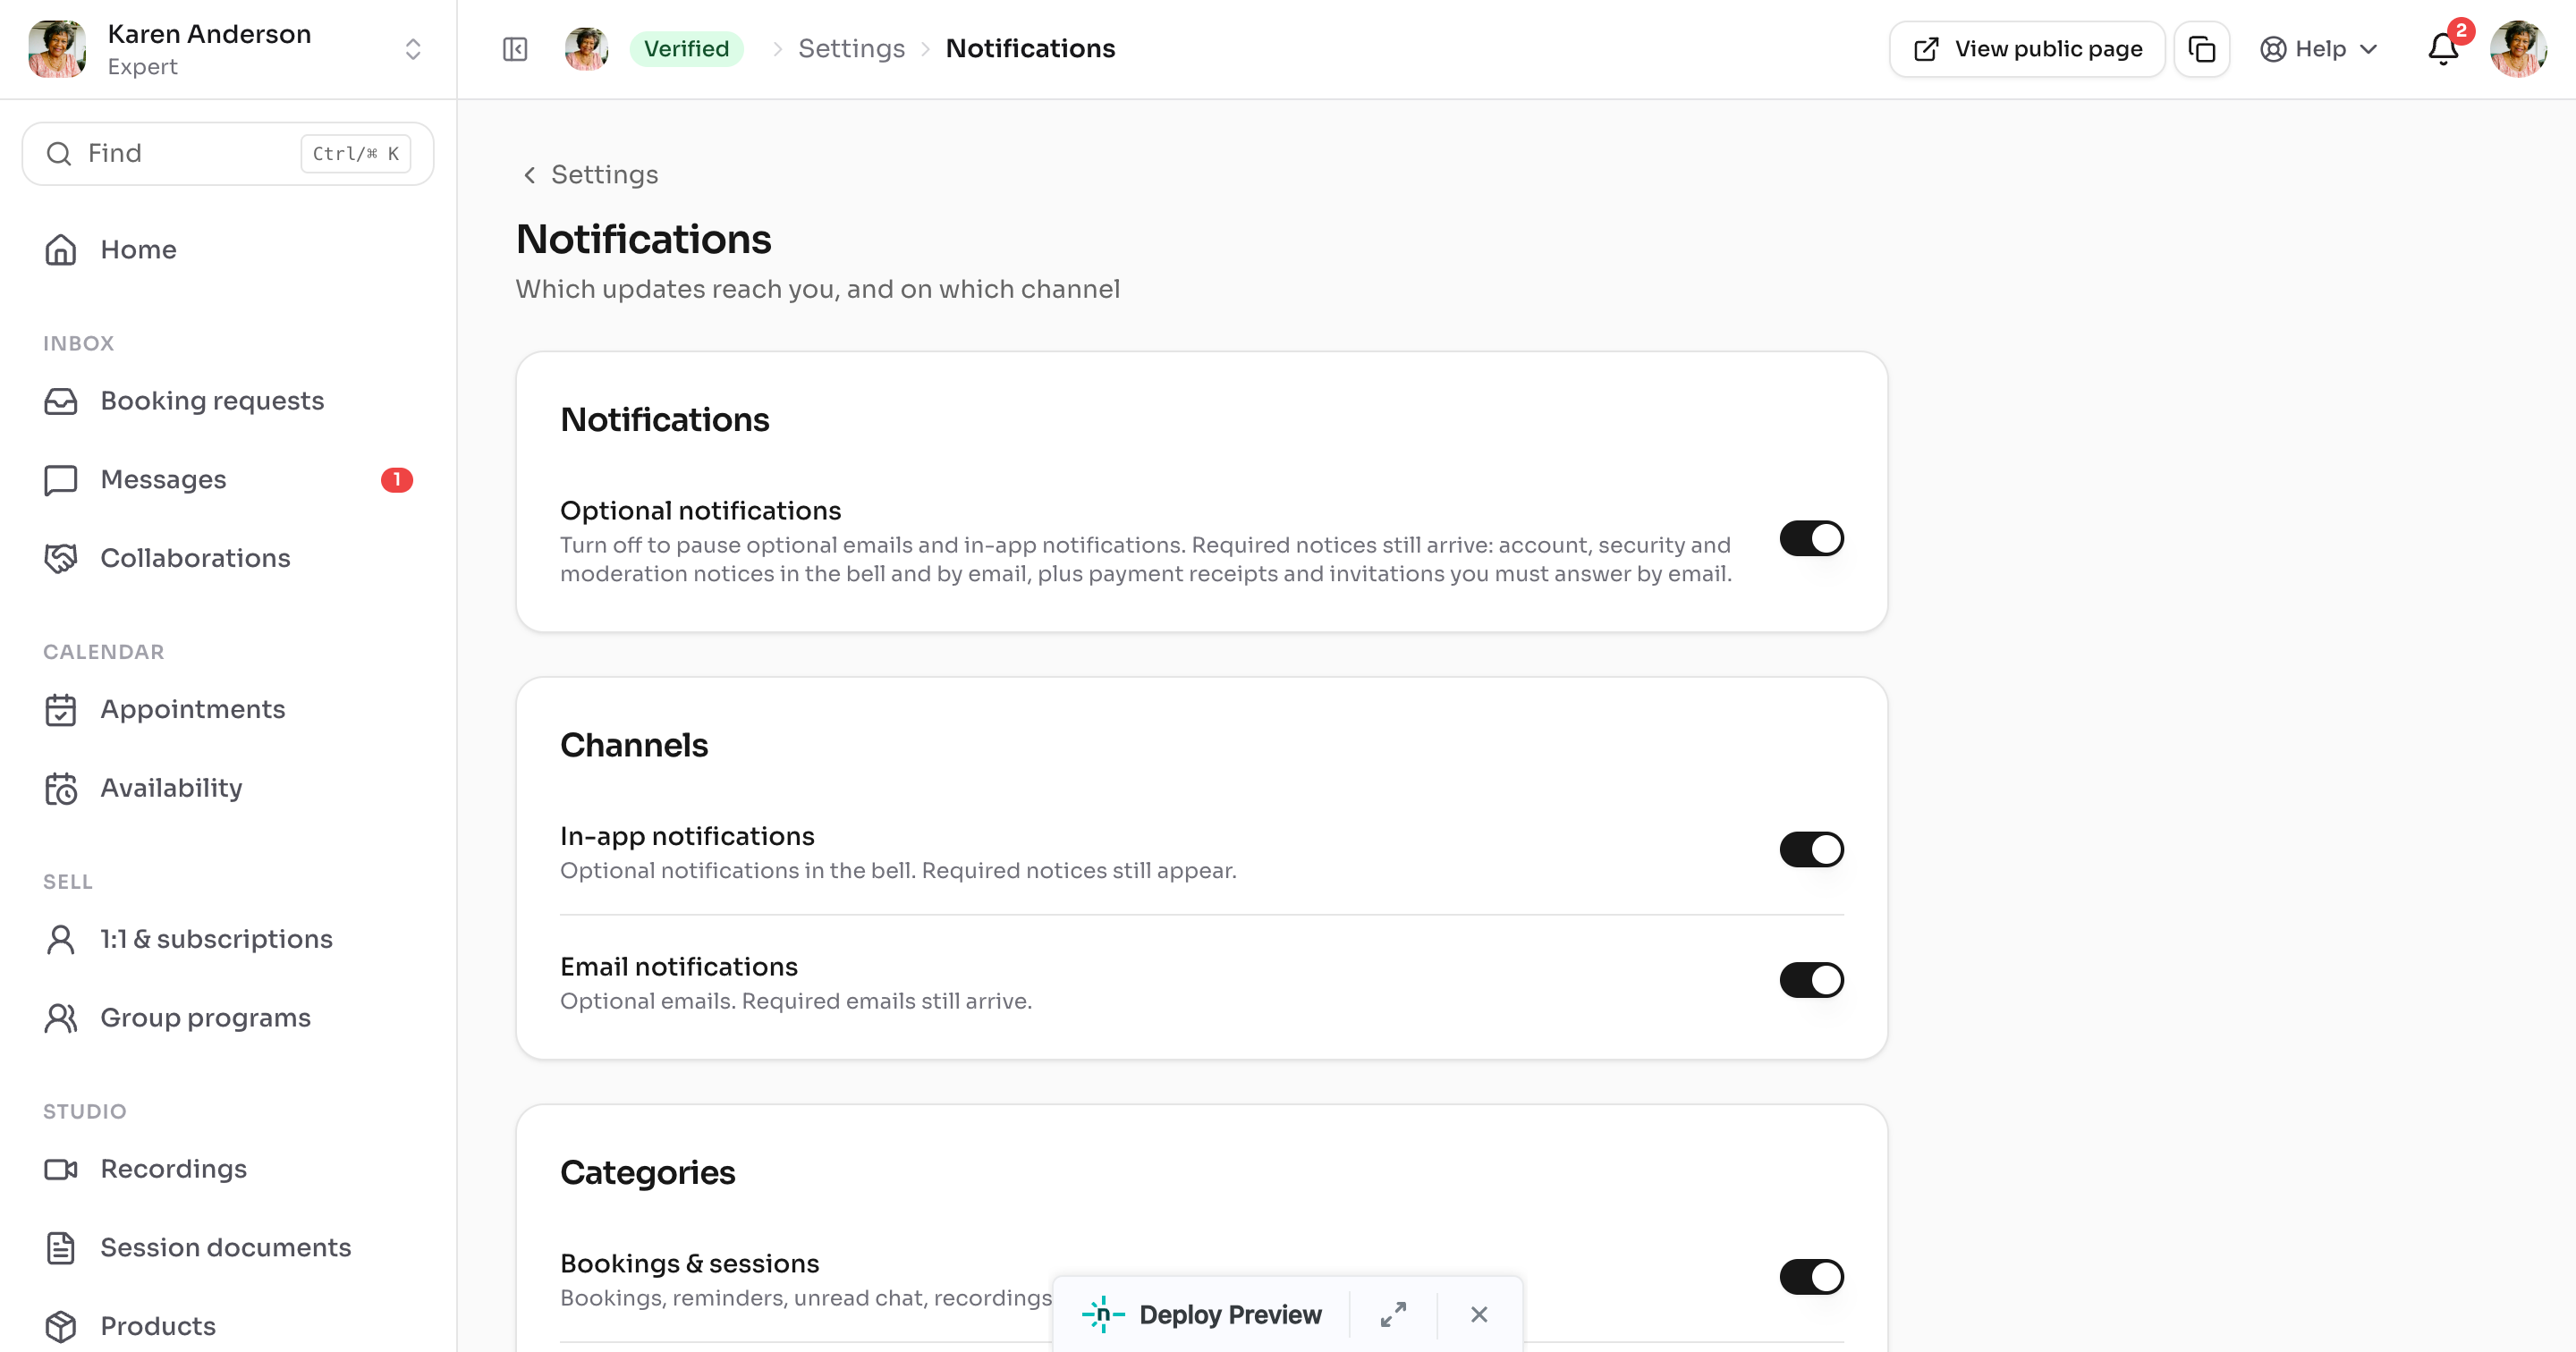 Karen Anderson
Expert
Find
Ctrl/⌘ K
Home
INBOX
Booking requests
Messages
1
Collaborations
CALENDAR
Appointments
Availability
SELL
1:1 & subscriptions
Group programs
STUDIO
Recordings
Session documents
Products
Verified
Settings
Notifications
View public page
Help
2
Settings
Notifications
Which updates reach you, and on which channel
Notifications
Optional notifications
Turn off to pause optional emails and in-app notifications. Required notices still arrive: account, security and
moderation notices in the bell and by email, plus payment receipts and invitations you must answer by email.
Channels
In-app notifications
Optional notifications in the bell. Required notices still appear.
Email notifications
Optional emails. Required emails still arrive.
Categories
Bookings & sessions
Bookings, reminders, unread chat, recordings
Deploy Preview